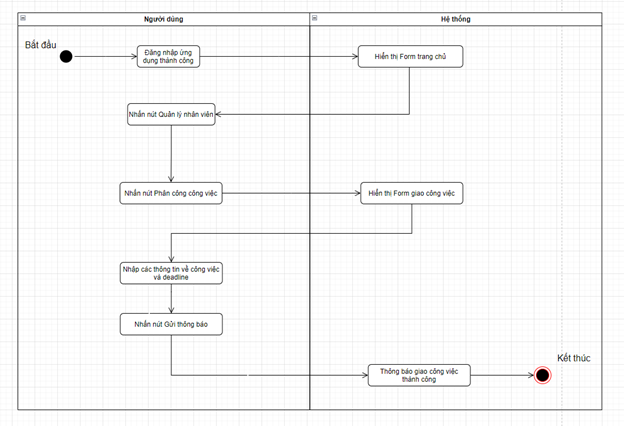 Người dùng
Hệ thống
Bắt đầu
Đăng nhập ứng
dụng thành công
Hiển thị Form trang chủ
Nhấn nút Quản lý nhân viên
Nhấn nút Phân công công việc
Hiển thị Form giao công việc
Nhập các thông tin về công việc
và deadline
Nhấn nút Gửi thông báo
Thông báo giao công việc
thành công
Kết thúc